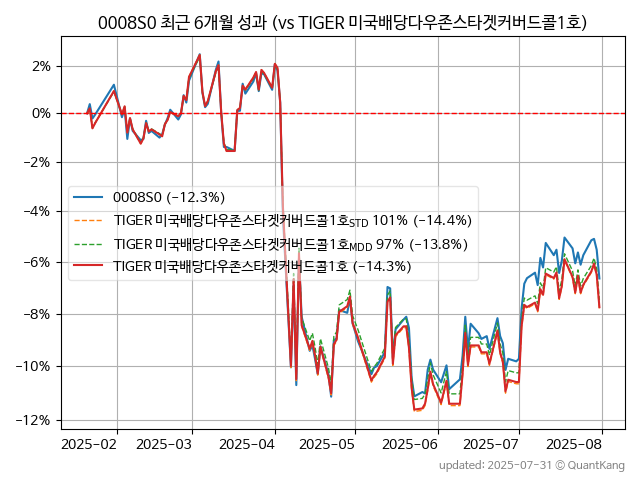 0008S0 최근 6개월 성과 (vs TIGER 미국배당다우존스타겟커버드콜1호)
2%
0%
−2%
−4%
−6%
−8%
−10%
−12%
0008S0 (−12.3%)
TIGER 미국배당다우존스타겟커버드콜1호STD 101% (−14.4%)
TIGER 미국배당다우존스타겟커버드콜1호MDD 97% (−13.8%)
TIGER 미국배당다우존스타겟커버드콜1호 (−14.3%)
2025-02 2025-03 2025-04 2025-05 2025-06 2025-07 2025-08
updated: 2025-07-31 © QuantKang